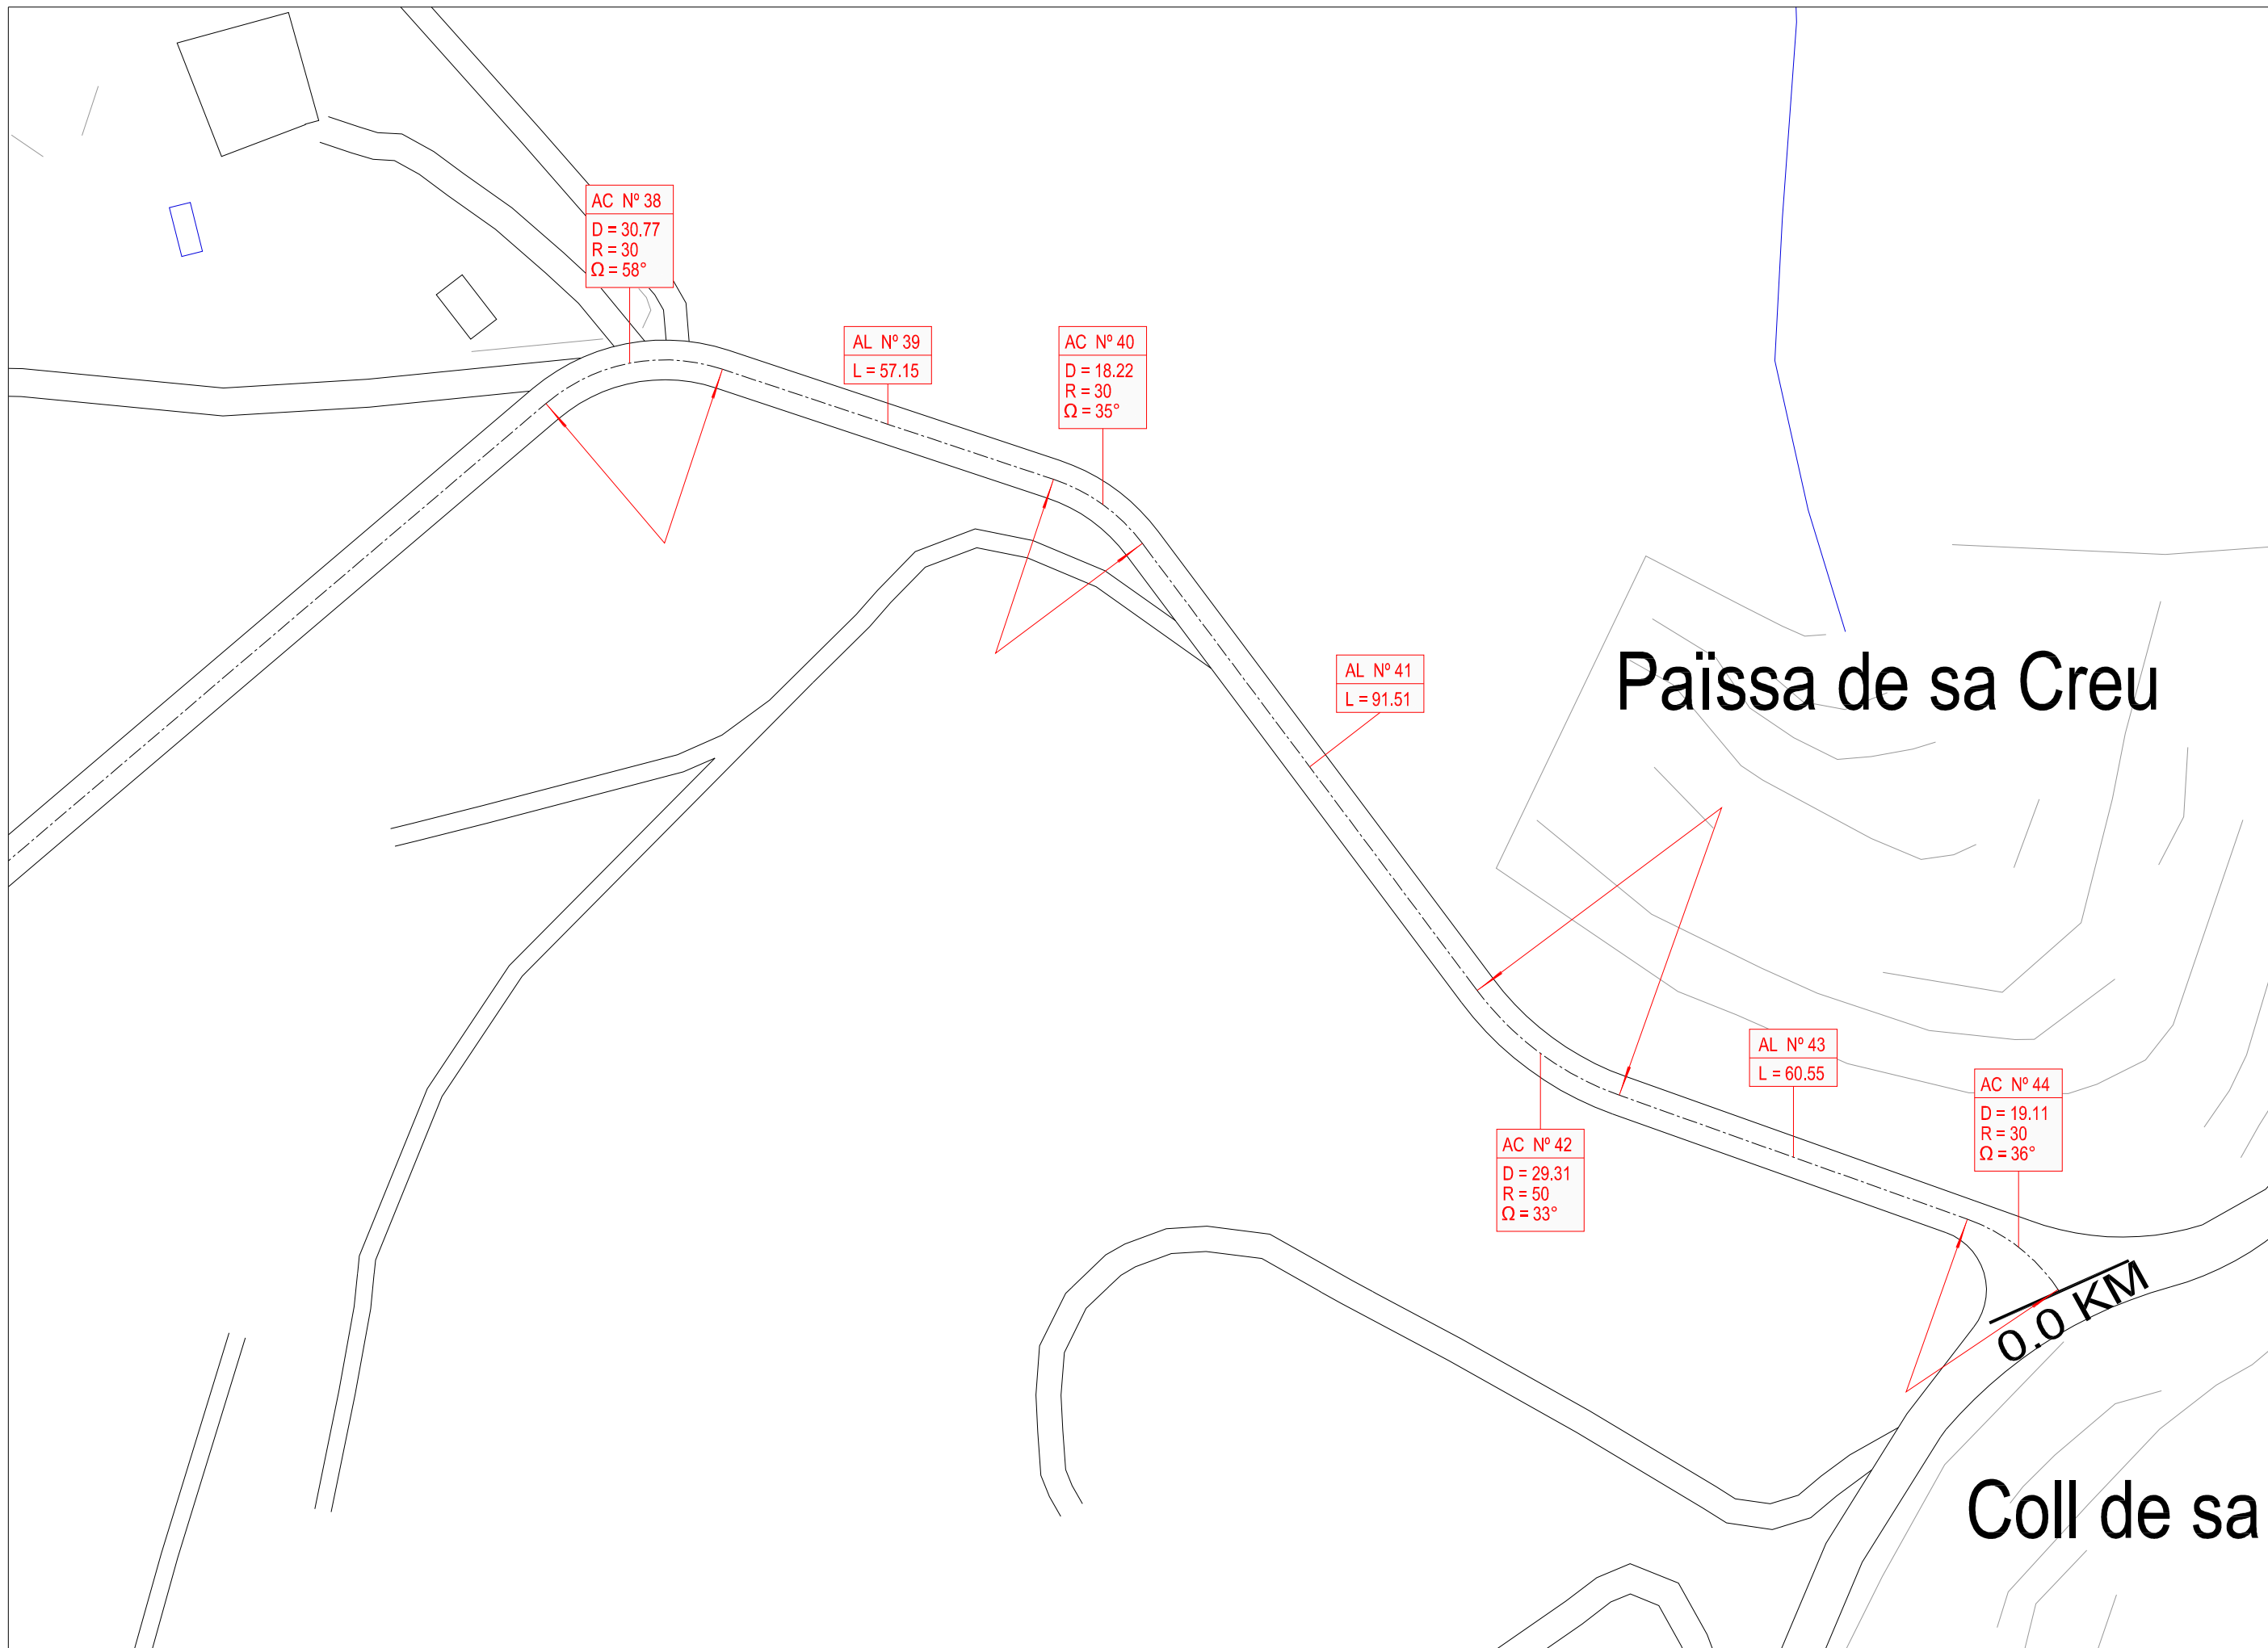 AC Nº 38
D = 30.77
R = 30
Ω = 58°
AL Nº 39
L = 57.15
AC Nº 40
D = 18.22
R = 30
Ω = 35°
AL Nº 41
L = 91.51
Païssa de sa Creu
AL Nº 43
L = 60.55
AC Nº 44
D = 19.11
R = 30
Ω = 36°
AC Nº 42
D = 29.31
R = 50
Ω = 33°
0.0 KM
Coll de sa